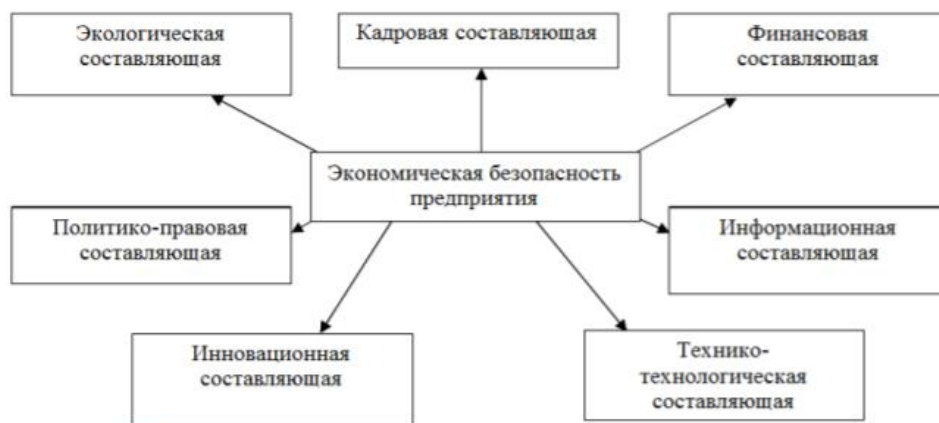 Экологическая
составляющая
Кадровая составляющая
Финансовая
составляющая
Экономическая безопасность
предприятия
Политико-правовая
составляющая
Информационная
составляющая
Инновационная
составляющая
Технико-
технологическая
составляющая